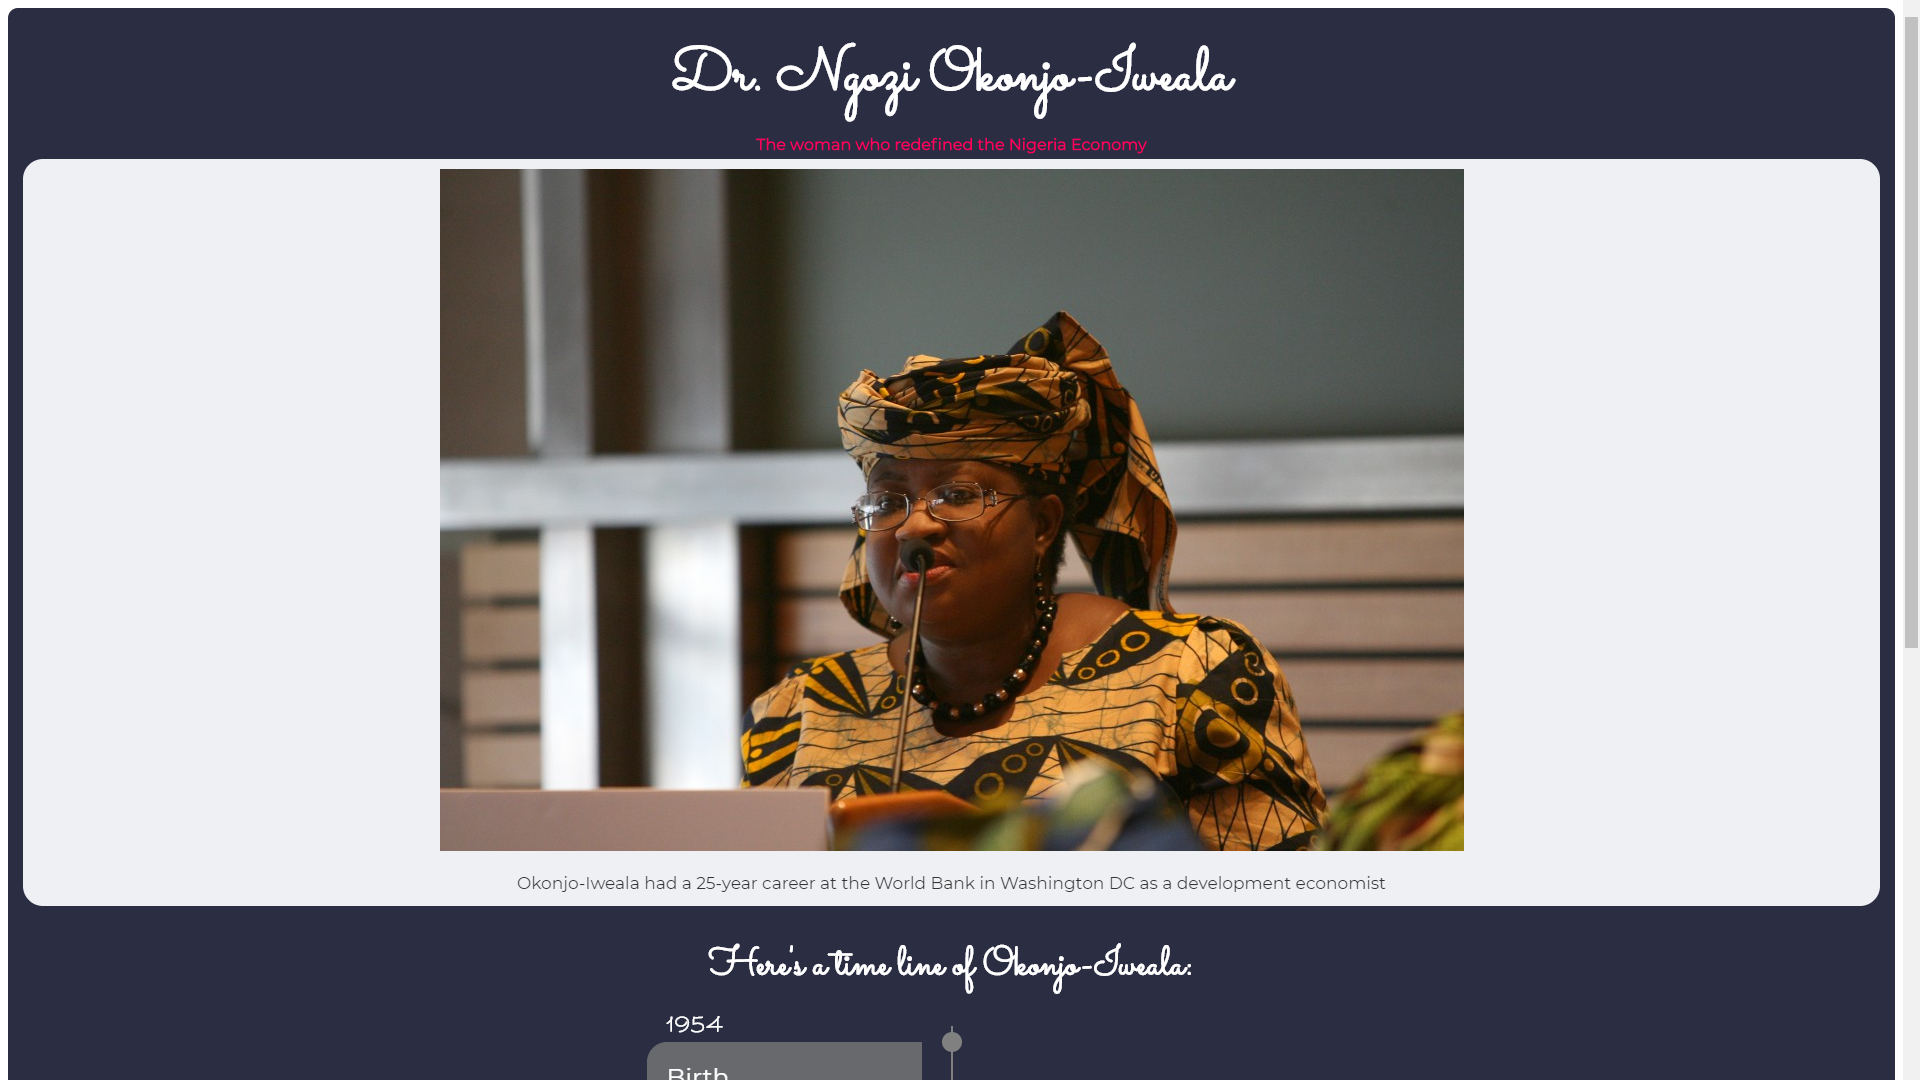 Dr. Ngozi Okonjo-Iweala
The woman who redefined the Nigeria Economy
Okonjo-Iweala had a 25-year career at the World Bank in Washington DC as a development economist
Here's a time line of Okonjo-Iweala:
1954
Birth